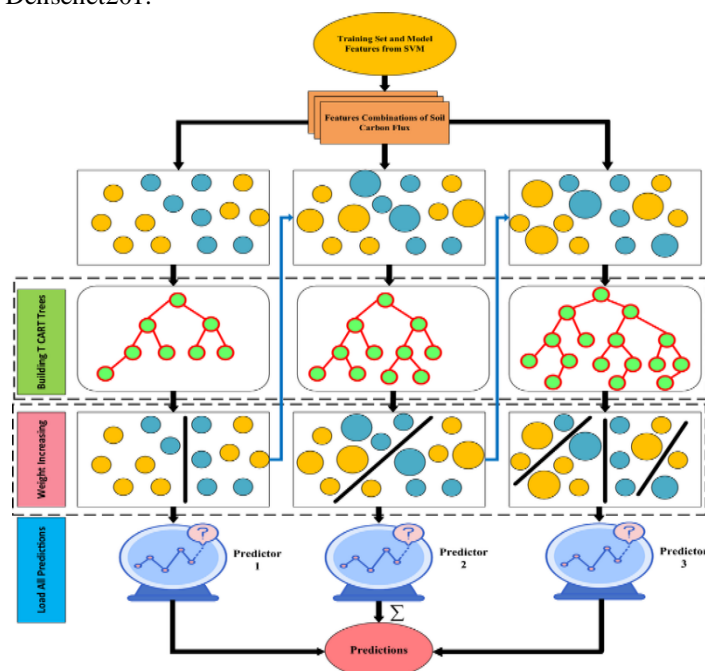 Densenet201.
Training Set and Model
Features from SVM
Features Combinations of Soil
Carbon Flux
Building T CART Trees
Weight Increasing
Load All Predictions
?
Predictor
1
?
Predictor
2
?
Predictor
3
Σ
Predictions